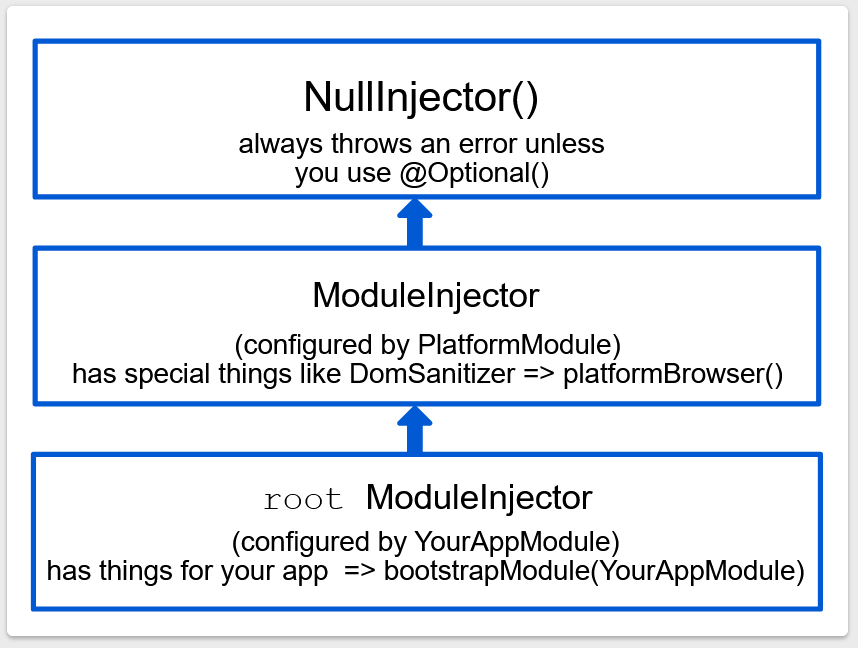 NullInjector()
always throws an error unless
you use @Optional()
ModuleInjector
(configured by PlatformModule)
has special things like DomSanitizer => platformBrowser()
root ModuleInjector
(configured by YourAppModule)
has things for your app => bootstrapModule(YourAppModule)